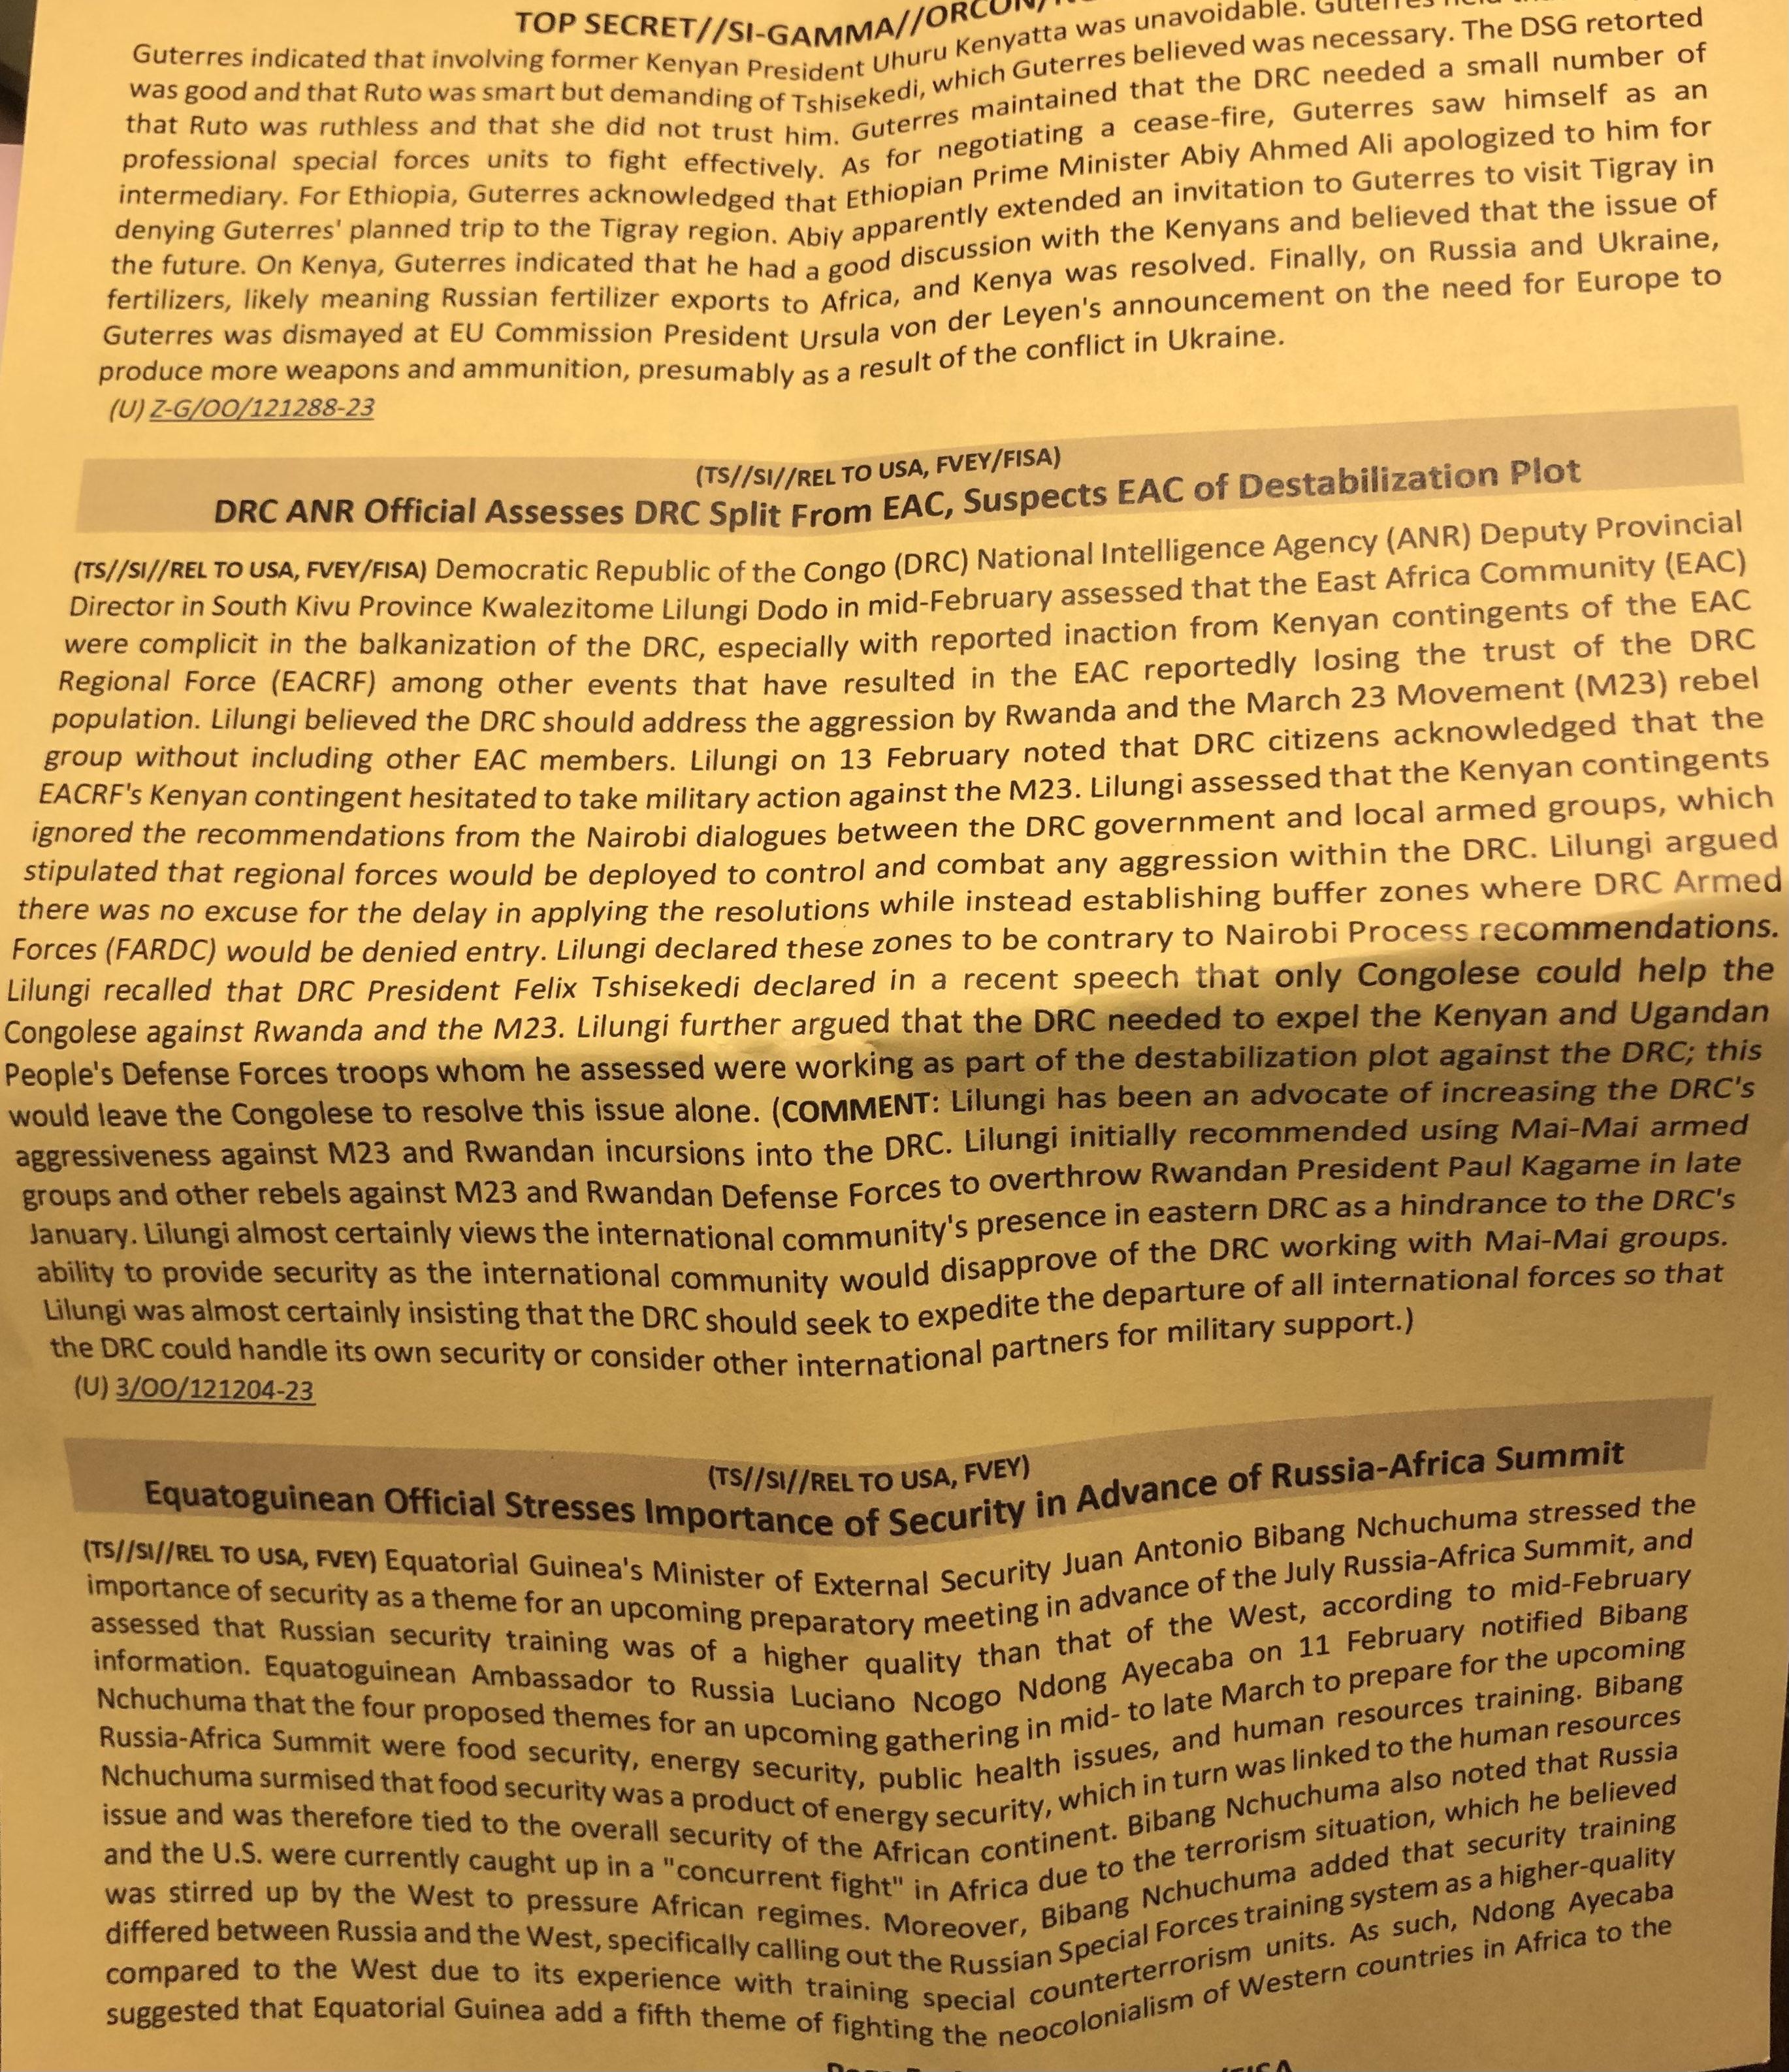 TOP SECRET//SI-GAMMA//ORCON/
Guterres indicated that involving former Kenyan President Uhuru Kenyatta was unavoidable. Guterres
was good and that Ruto was smart but demanding of Tshisekedi, which Guterres believed was necessary. The DSG retorted
that Ruto was ruthless and that she did not trust him. Guterres maintained that the DRC needed a small number of
professional special forces units to fight effectively. As for negotiating a cease-fire, Guterres saw himself as an
intermediary. For Ethiopia, Guterres acknowledged that Ethiopian Prime Minister Abiy Ahmed Ali apologized to him for
denying Guterres' planned trip to the Tigray region. Abiy apparently extended an invitation to Guterres to visit Tigray in
the future. On Kenya, Guterres indicated that he had a good discussion with the Kenyans and believed that the issue of
fertilizers, likely meaning Russian fertilizer exports to Africa, and Kenya was resolved. Finally, on Russia and Ukraine,
Guterres was dismayed at EU Commission President Ursula von der Leyen's announcement on the need for Europe to
produce more weapons and ammunition, presumably as a result of the conflict in Ukraine.
(U) Z-G/OO/121288-23
(TS//SI//REL TO USA, FVEY/FISA)
DRC ANR Official Assesses DRC Split From EAC, Suspects EAC of Destabilization Plot
(TS//SI//REL TO USA, FVEY/FISA) Democratic Republic of the Congo (DRC) National Intelligence Agency (ANR) Deputy Provincial
Director in South Kivu Province Kwalezitome Lilungi Dodo in mid-February assessed that the East Africa Community (EAC)
were complicit in the balkanization of the DRC, especially with reported inaction from Kenyan contingents of the EAC
Regional Force (EACRF) among other events that have resulted in the EAC reportedly losing the trust of the DRC
population. Lilungi believed the DRC should address the aggression by Rwanda and the March 23 Movement (M23) rebel
group without including other EAC members. Lilungi on 13 February noted that DRC citizens acknowledged that the
EACRF's Kenyan contingent hesitated to take military action against the M23. Lilungi assessed that the Kenyan contingents
ignored the recommendations from the Nairobi dialogues between the DRC government and local armed groups, which
stipulated that regional forces would be deployed to control and combat any aggression within the DRC. Lilungi argued
there was no excuse for the delay in applying the resolutions while instead establishing buffer zones where DRC Armed
Forces (FARDC) would be denied entry. Lilungi declared these zones to be contrary to Nairobi Process recommendations.
Lilungi recalled that DRC President Felix Tshisekedi declared in a recent speech that only Congolese could help the
Congolese against Rwanda and the M23. Lilungi further argued that the DRC needed to expel the Kenyan and Ugandan
People's Defense Forces troops whom he assessed were working as part of the destabilization plot against the DRC; this
would leave the Congolese to resolve this issue alone. (COMMENT: Lilungi has been an advocate of increasing the DRC's
aggressiveness against M23 and Rwandan incursions into the DRC. Lilungi initially recommended using Mai-Mai armed
groups and other rebels against M23 and Rwandan Defense Forces to overthrow Rwandan President Paul Kagame in late
January. Lilungi almost certainly views the international community's presence in eastern DRC as a hindrance to the DRC's
ability to provide security as the international community would disapprove of the DRC working with Mai-Mai groups.
Lilungi was almost certainly insisting that the DRC should seek to expedite the departure of all international forces so that
the DRC could handle its own security or consider other international partners for military support.)
(U) 3/OO/121204-23
(TS//SI//REL TO USA, FVEY)
Equatoguinean Official Stresses Importance of Security in Advance of Russia-Africa Summit
(TS//SI//REL TO USA, FVEY) Equatorial Guinea's Minister of External Security Juan Antonio Bibang Nchuchuma stressed the
importance of security as a theme for an upcoming preparatory meeting in advance of the July Russia-Africa Summit, and
assessed that Russian security training was of a higher quality than that of the West, according to mid-February
information. Equatoguinean Ambassador to Russia Luciano Ncogo Ndong Ayecaba on 11 February notified Bibang
Nchuchuma that the four proposed themes for an upcoming gathering in mid- to late March to prepare for the upcoming
Russia-Africa Summit were food security, energy security, public health issues, and human resources training. Bibang
Nchuchuma surmised that food security was a product of energy security, which in turn was linked to the human resources
issue and was therefore tied to the overall security of the African continent. Bibang Nchuchuma also noted that Russia
and the U.S. were currently caught up in a "concurrent fight" in Africa due to the terrorism situation, which he believed
was stirred up by the West to pressure African regimes. Moreover, Bibang Nchuchuma added that security training
differed between Russia and the West, specifically calling out the Russian Special Forces training system as a higher-quality
compared to the West due to its experience with training special counterterrorism units. As such, Ndong Ayecaba
suggested that Equatorial Guinea add a fifth theme of fighting the neocolonialism of Western countries in Africa to the